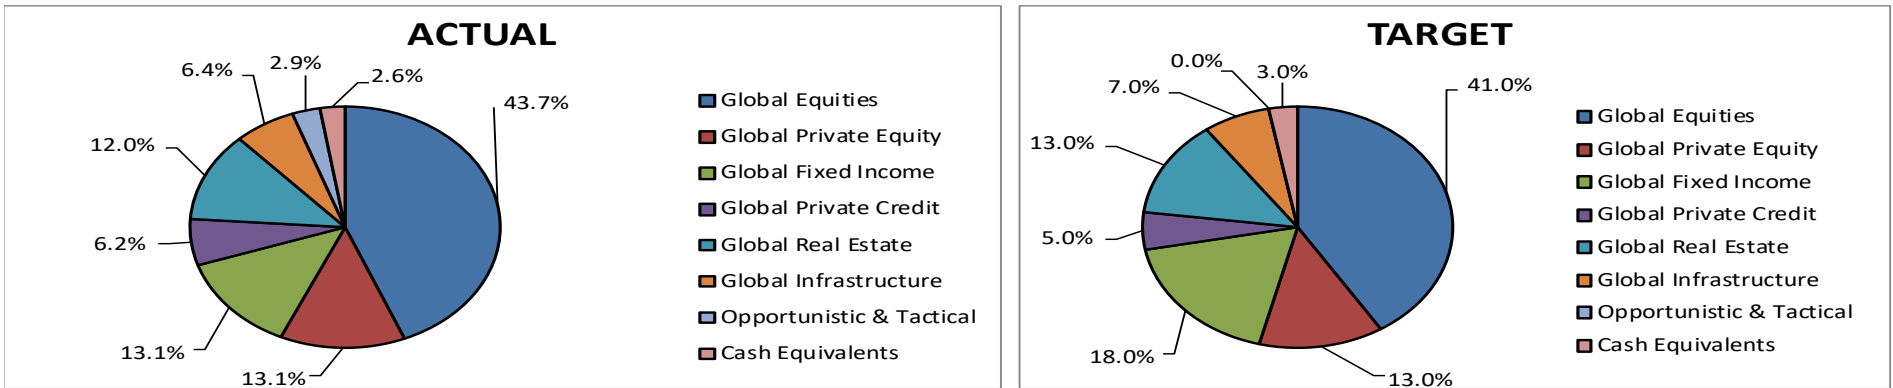 ACTUAL
6.4%
2.9%
2.6%
43.7%
12.0%
6.2%
13.1%
13.1%
Global Equities
Global Private Equity
Global Fixed Income
Global Private Credit
Global Real Estate
Global Infrastructure
Opportunistic & Tactical
Cash Equivalents
TARGET
0.0%
3.0%
7.0%
41.0%
13.0%
5.0%
18.0%
13.0%
Global Equities
Global Private Equity
Global Fixed Income
Global Private Credit
Global Real Estate
Global Infrastructure
Opportunistic & Tactical
Cash Equivalents